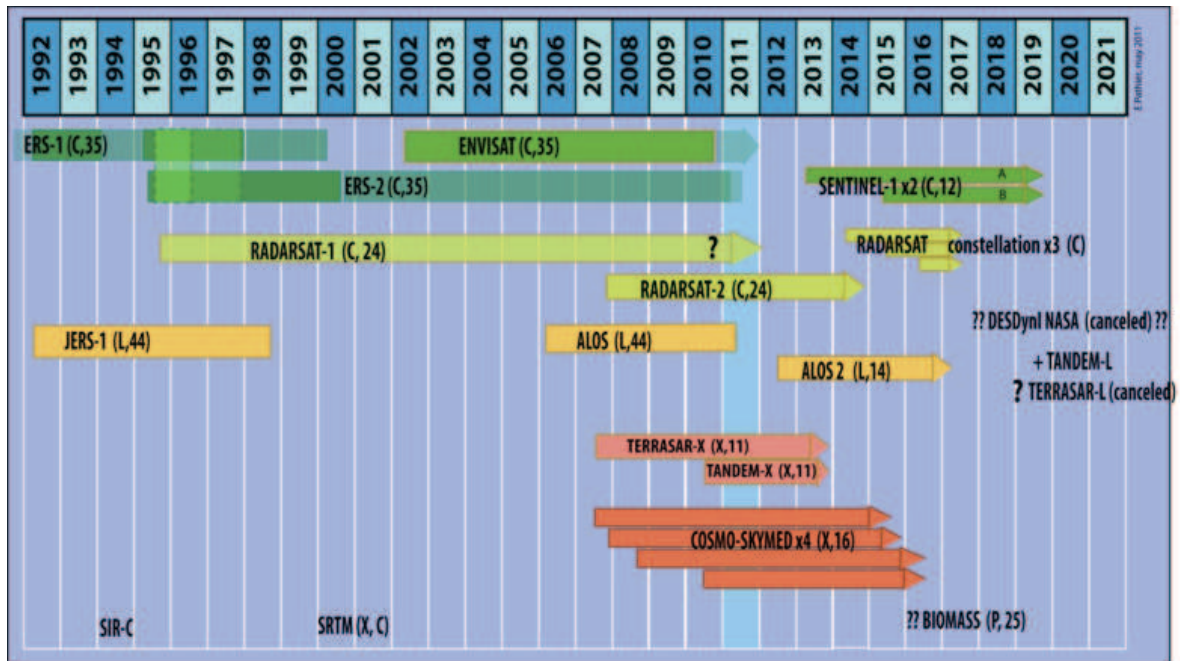 1992 1993 1994 1995 1996 1997 1998 1999 2000 2001 2002 2003 2004 2005 2006 2007 2008 2009 2010 2011 2012 2013 2014 2015 2016 2017 2018 2019 2020 2021
E.Pathier, may 2011
ERS-1 (C,35)
ENVISAT (C,35)
A
ERS-2 (C,35)
SENTINEL-1 x2 (C,12)
B
RADARSAT-1 (C, 24)
?
RADARSAT constellation x3 (C)
RADARSAT-2 (C,24)
?? DESDynI NASA (canceled) ??
JERS-1 (L,44)
ALOS (L,44)
+ TANDEM-L
ALOS 2 (L,14)
? TERRASAR-L (canceled)
TERRASAR-X (X,11)
TANDEM-X (X,11)
COSMO-SKYMED x4 (X,16)
SIR-C
SRTM (X, C)
?? BIOMASS (P, 25)